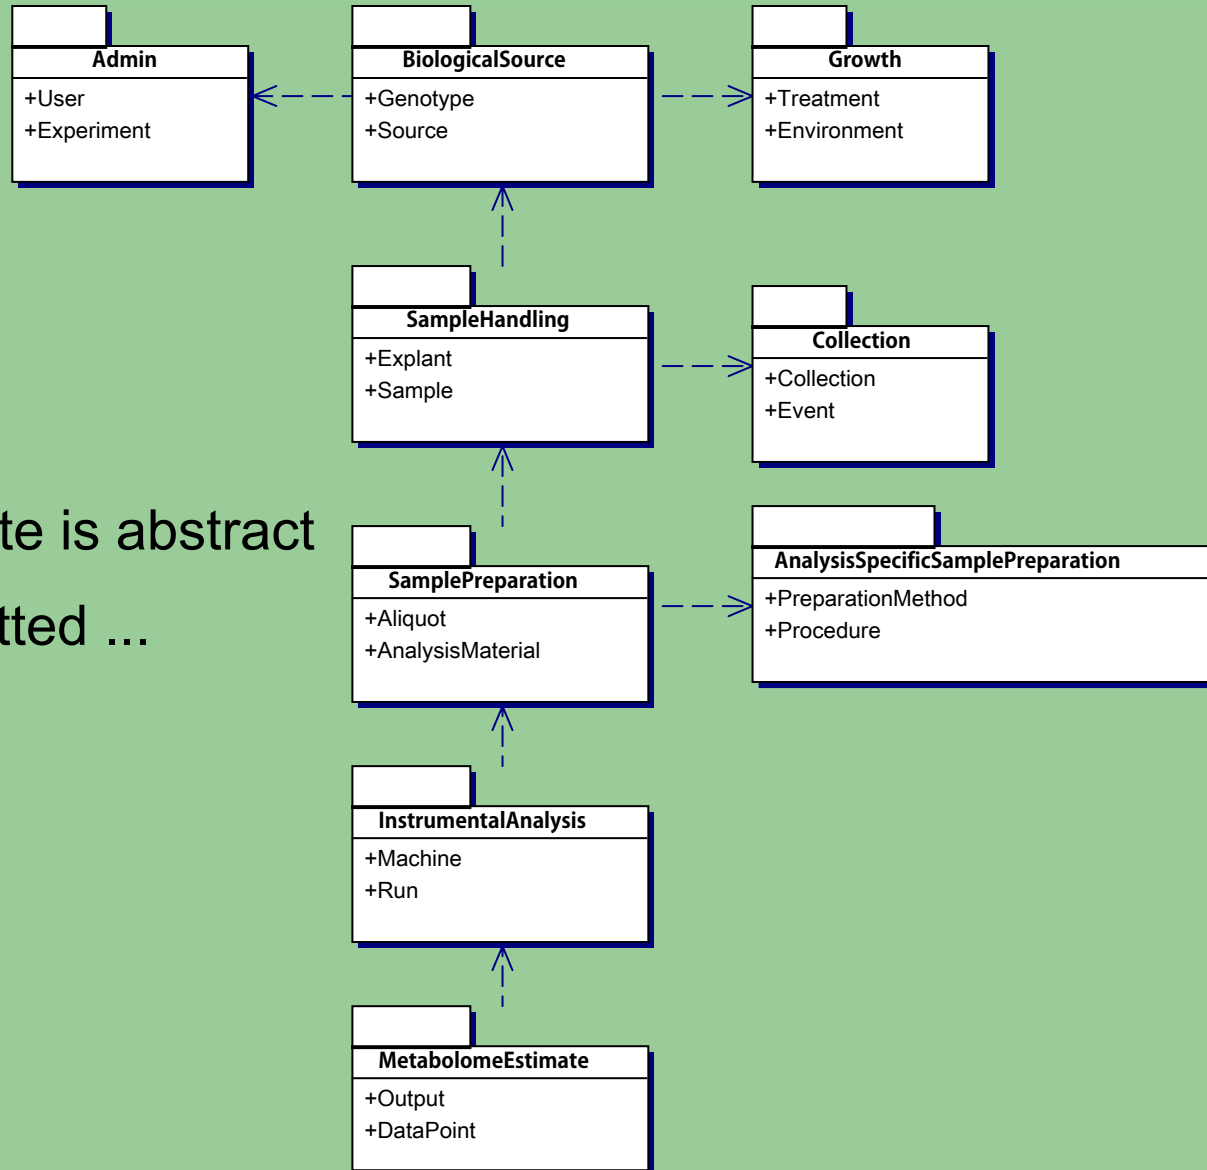 Admin
+User
+Experiment
BiologicalSource
+Genotype
+Source
Growth
+Treatment
+Environment
SampleHandling
+Explant
+Sample
Collection
+Collection
+Event
te is abstract
tted ...
SamplePreparation
+Aliquot
+AnalysisMaterial
AnalysisSpecificSamplePreparation
+PreparationMethod
+Procedure
InstrumentalAnalysis
+Machine
+Run
MetabolomeEstimate
+Output
+DataPoint